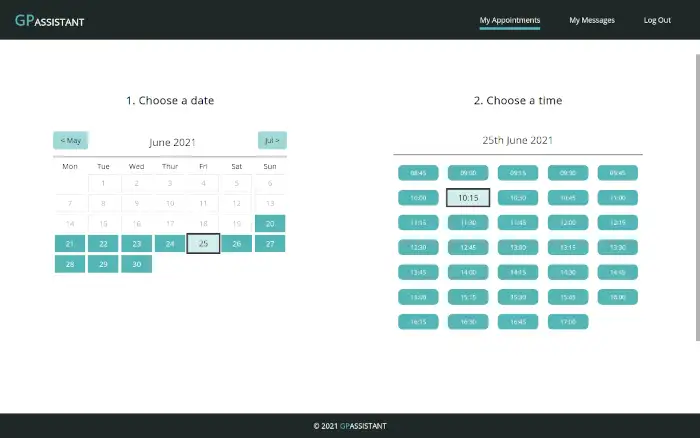 GPASSISTANT
My Appointments My Messages Log Out
1. Choose a date
< May June 2021 Jul >
Mon Tue Wed Thur Fri Sat Sun
1 2 3 4 5 6
7 8 9 10 11 12 13
14 15 16 17 18 19 20
21 22 23 24 25 26 27
28 29 30
2. Choose a time
25th June 2021
08:45 09:00 09:15 09:30 09:45
10:00 10:15 10:30 10:45 11:00
11:15 11:30 11:45 12:00 12:15
12:30 12:45 13:00 13:15 13:30
13:45 14:00 14:15 14:30 14:45
15:00 15:15 15:30 15:45 16:00
16:15 16:30 16:45 17:00
© 2021 GPASSISTANT